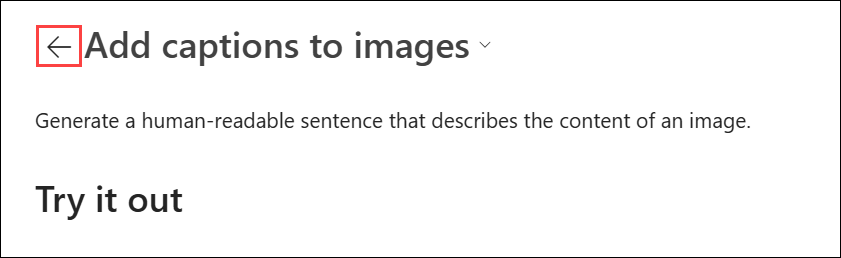 Add captions to images
Generate a human-readable sentence that describes the content of an image.
Try it out